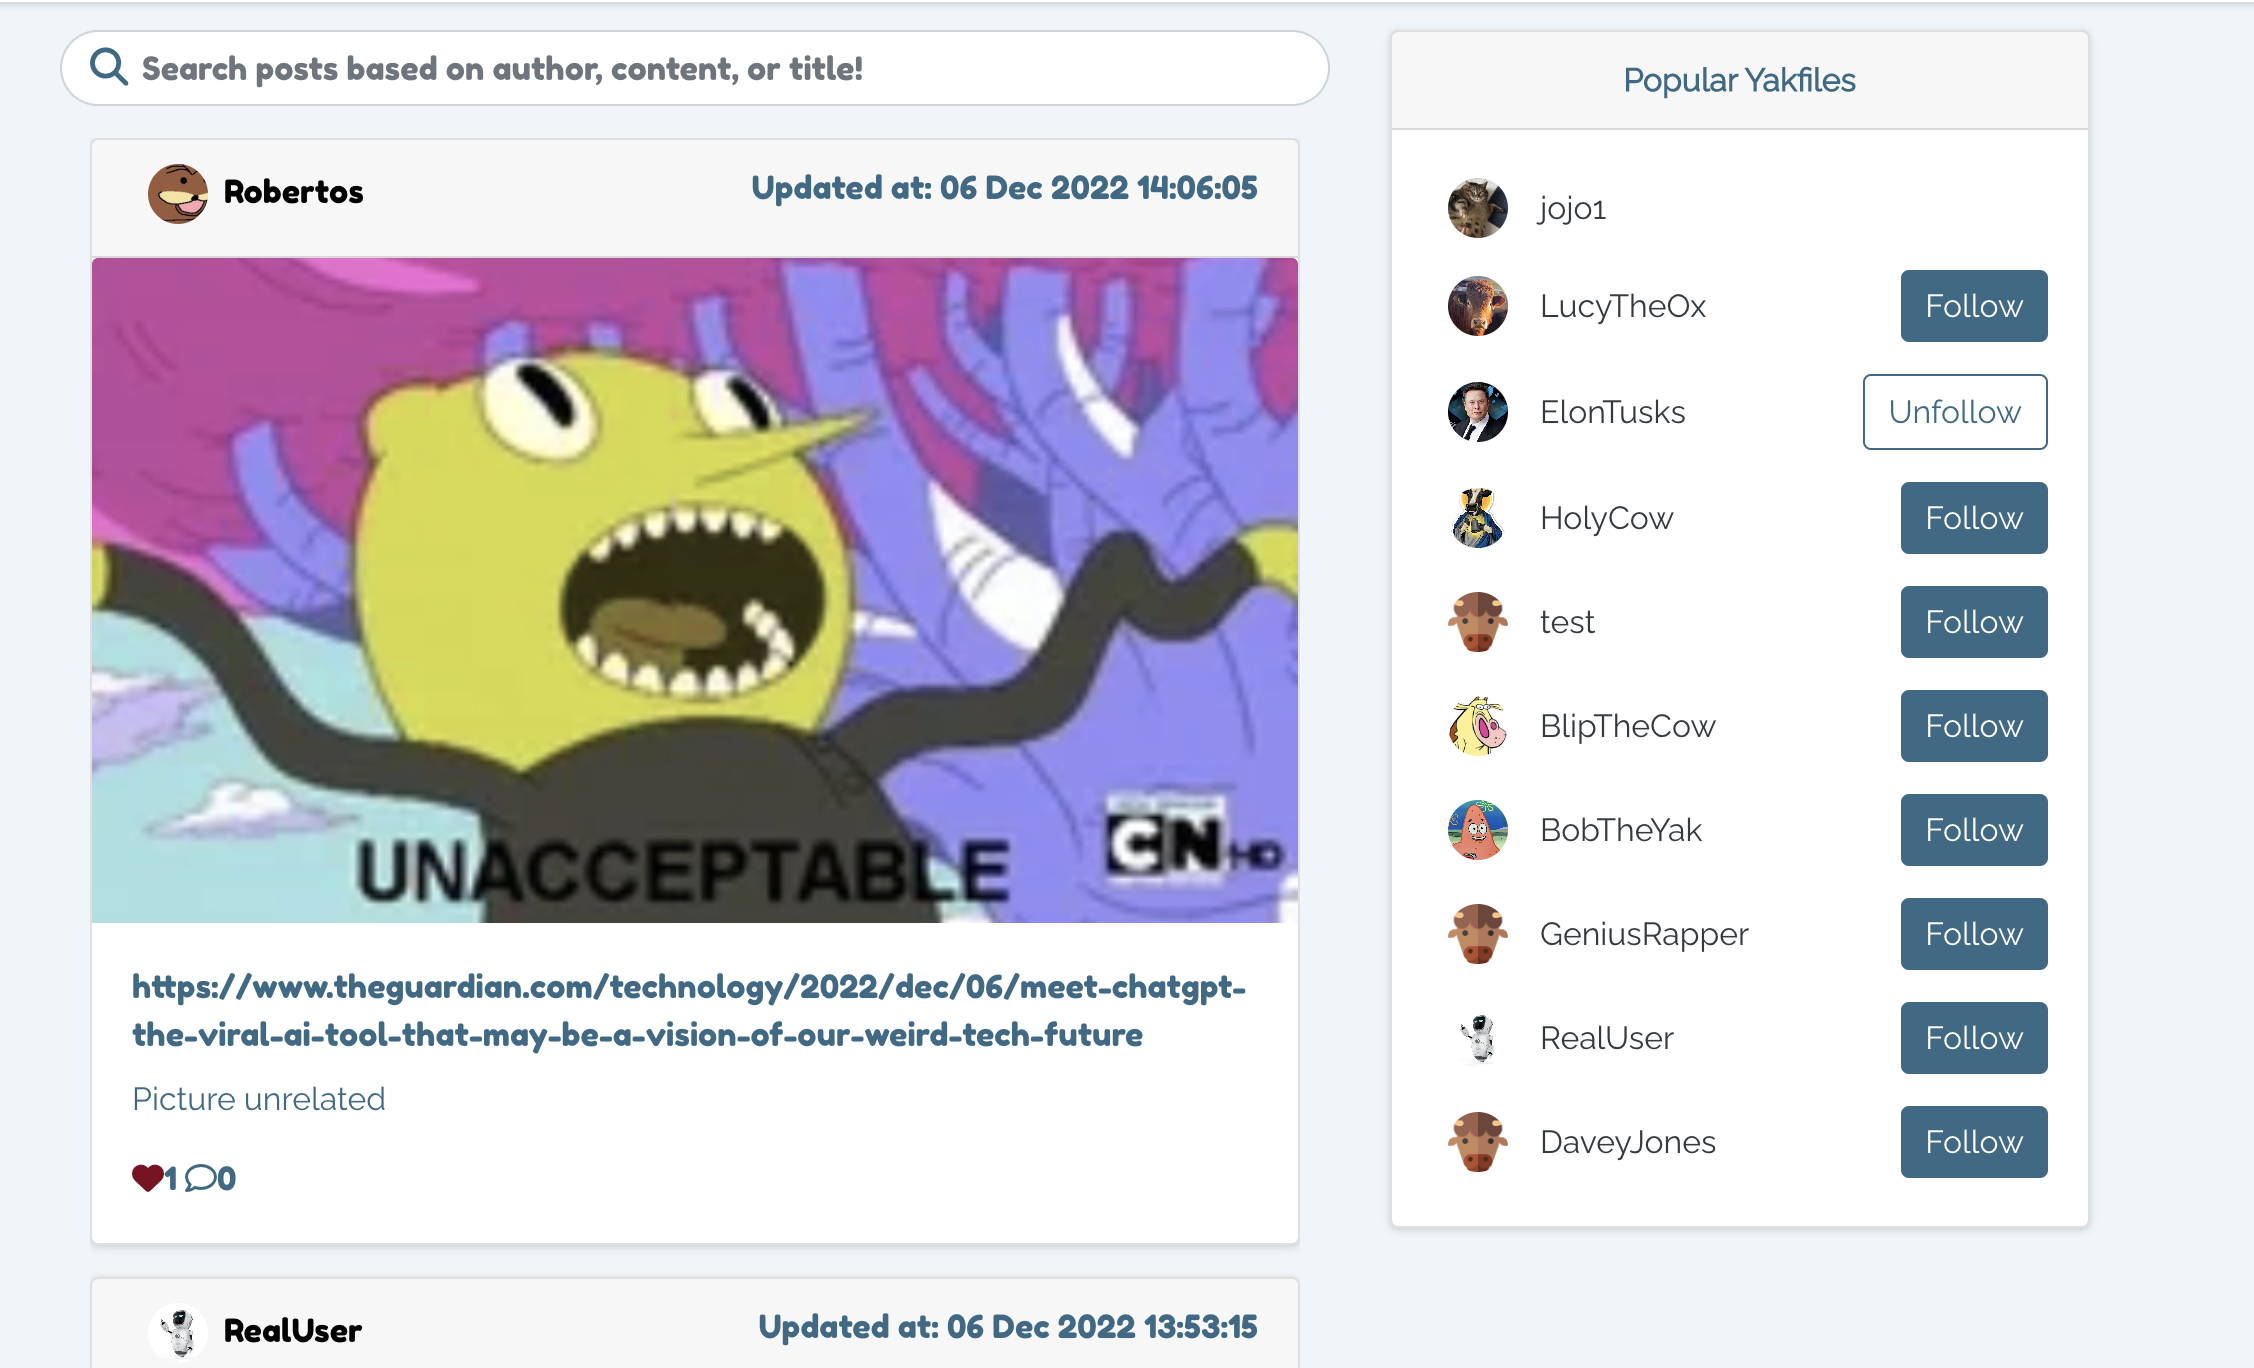 Search posts based on author, content, or title!
Robertos
Updated at: 06 Dec 2022 14:06:05
UNACCEPTABLE
CN HD
https://www.theguardian.com/technology/2022/dec/06/meet-chatgpt-
the-viral-ai-tool-that-may-be-a-vision-of-our-weird-tech-future
Picture unrelated
1 0
RealUser
Updated at: 06 Dec 2022 13:53:15
Popular Yakfiles
jojo1
LucyTheOx Follow
ElonTusks Unfollow
HolyCow Follow
test Follow
BlipTheCow Follow
BobTheYak Follow
GeniusRapper Follow
RealUser Follow
DaveyJones Follow